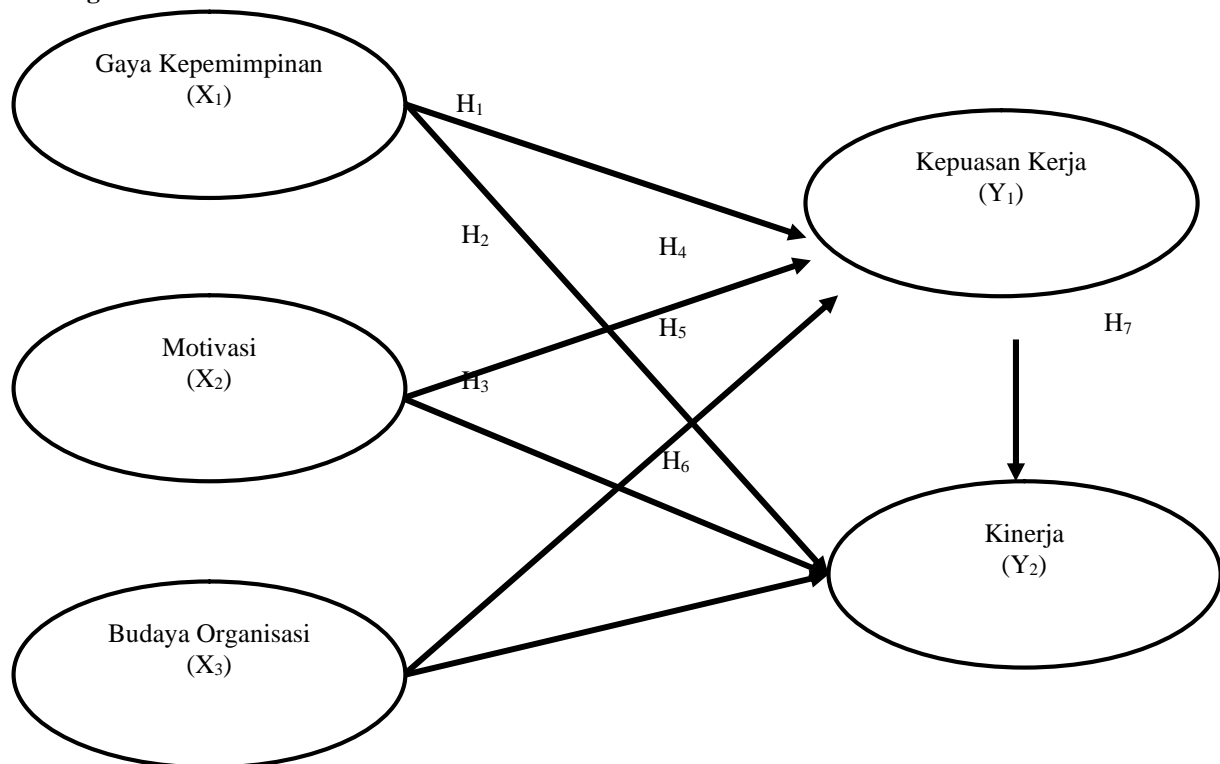 Gaya Kepemimpinan
(X₁)
H₁
Kepuasan Kerja
(Y₁)
H₂
H₄
H₅
H₇
Motivasi
(X₂)
H₃
H₆
Kinerja
(Y₂)
Budaya Organisasi
(X₃)